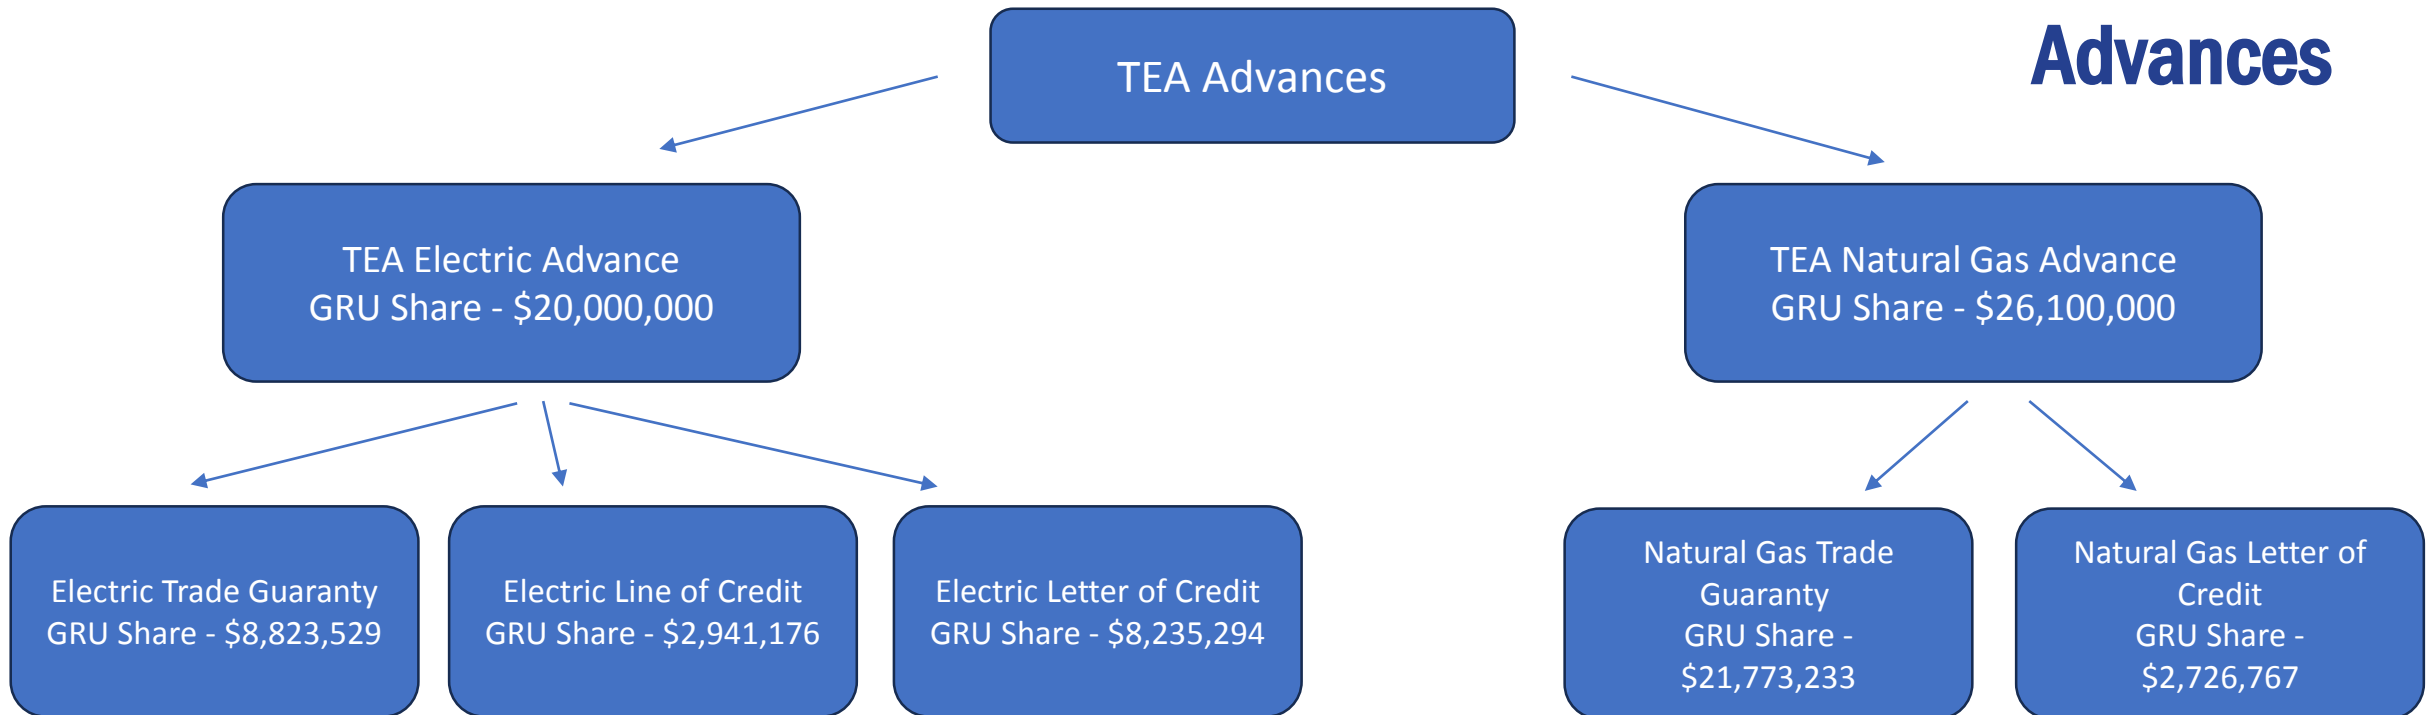 Advances
TEA Advances
TEA Electric Advance
GRU Share - $20,000,000
TEA Natural Gas Advance
GRU Share - $26,100,000
Electric Trade Guaranty
GRU Share - $8,823,529
Electric Line of Credit
GRU Share - $2,941,176
Electric Letter of Credit
GRU Share - $8,235,294
Natural Gas Trade
Guaranty
GRU Share -
$21,773,233
Natural Gas Letter of
Credit
GRU Share -
$2,726,767